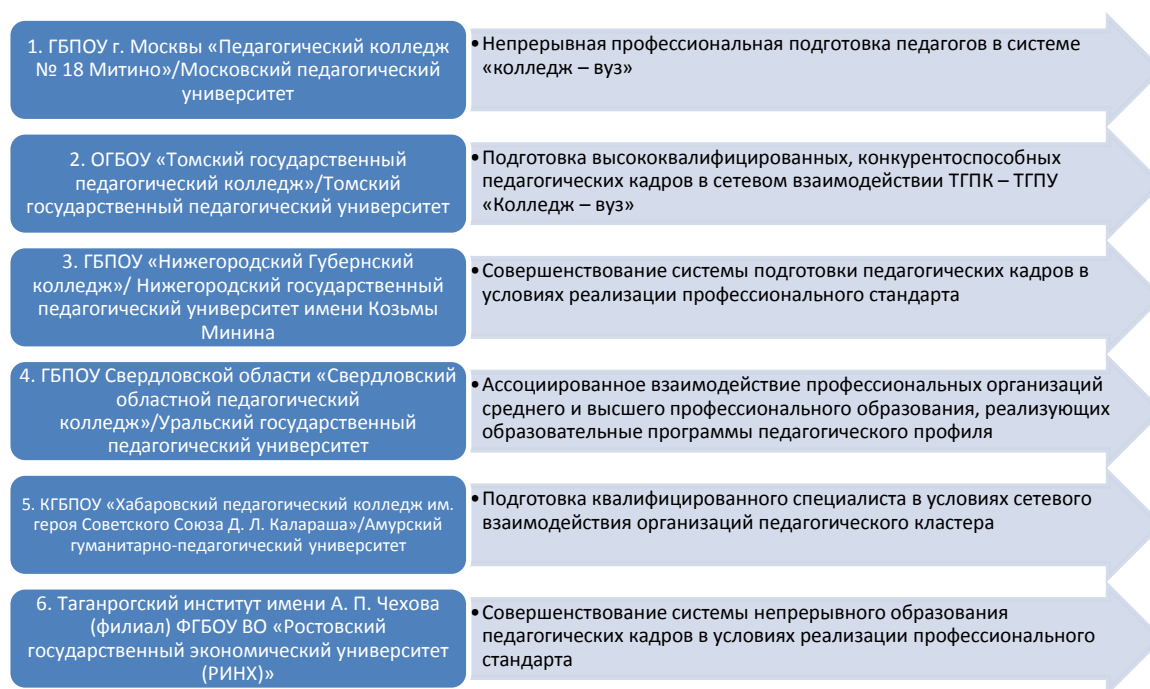 1. ГБПОУ г. Москвы «Педагогический колледж
№ 18 Митино»/Московский педагогический
университет
•Непрерывная профессиональная подготовка педагогов в системе
«колледж – вуз»
2. ОГБОУ «Томский государственный
педагогический колледж»/Томский
государственный педагогический университет
•Подготовка высококвалифицированных, конкурентоспособных
педагогических кадров в сетевом взаимодействии ТГПК – ТГПУ
«Колледж – вуз»
3. ГБПОУ «Нижегородский Губернский
колледж»/ Нижегородский государственный
педагогический университет имени Козьмы
Минина
•Совершенствование системы подготовки педагогических кадров в
условиях реализации профессионального стандарта
4. ГБПОУ Свердловской области «Свердловский
областной педагогический
колледж»/Уральский государственный
педагогический университет
•Ассоциированное взаимодействие профессиональных организаций
среднего и высшего профессионального образования, реализующих
образовательные программы педагогического профиля
5. КГБПОУ «Хабаровский педагогический колледж им.
героя Советского Союза Д. Л. Калараша»/Амурский
гуманитарно-педагогический университет
•Подготовка квалифицированного специалиста в условиях сетевого
взаимодействия организаций педагогического кластера
6. Таганрогский институт имени А. П. Чехова
(филиал) ФГБОУ ВО «Ростовский
государственный экономический университет
(РИНХ)»
•Совершенствование системы непрерывного образования
педагогических кадров в условиях реализации профессионального
стандарта